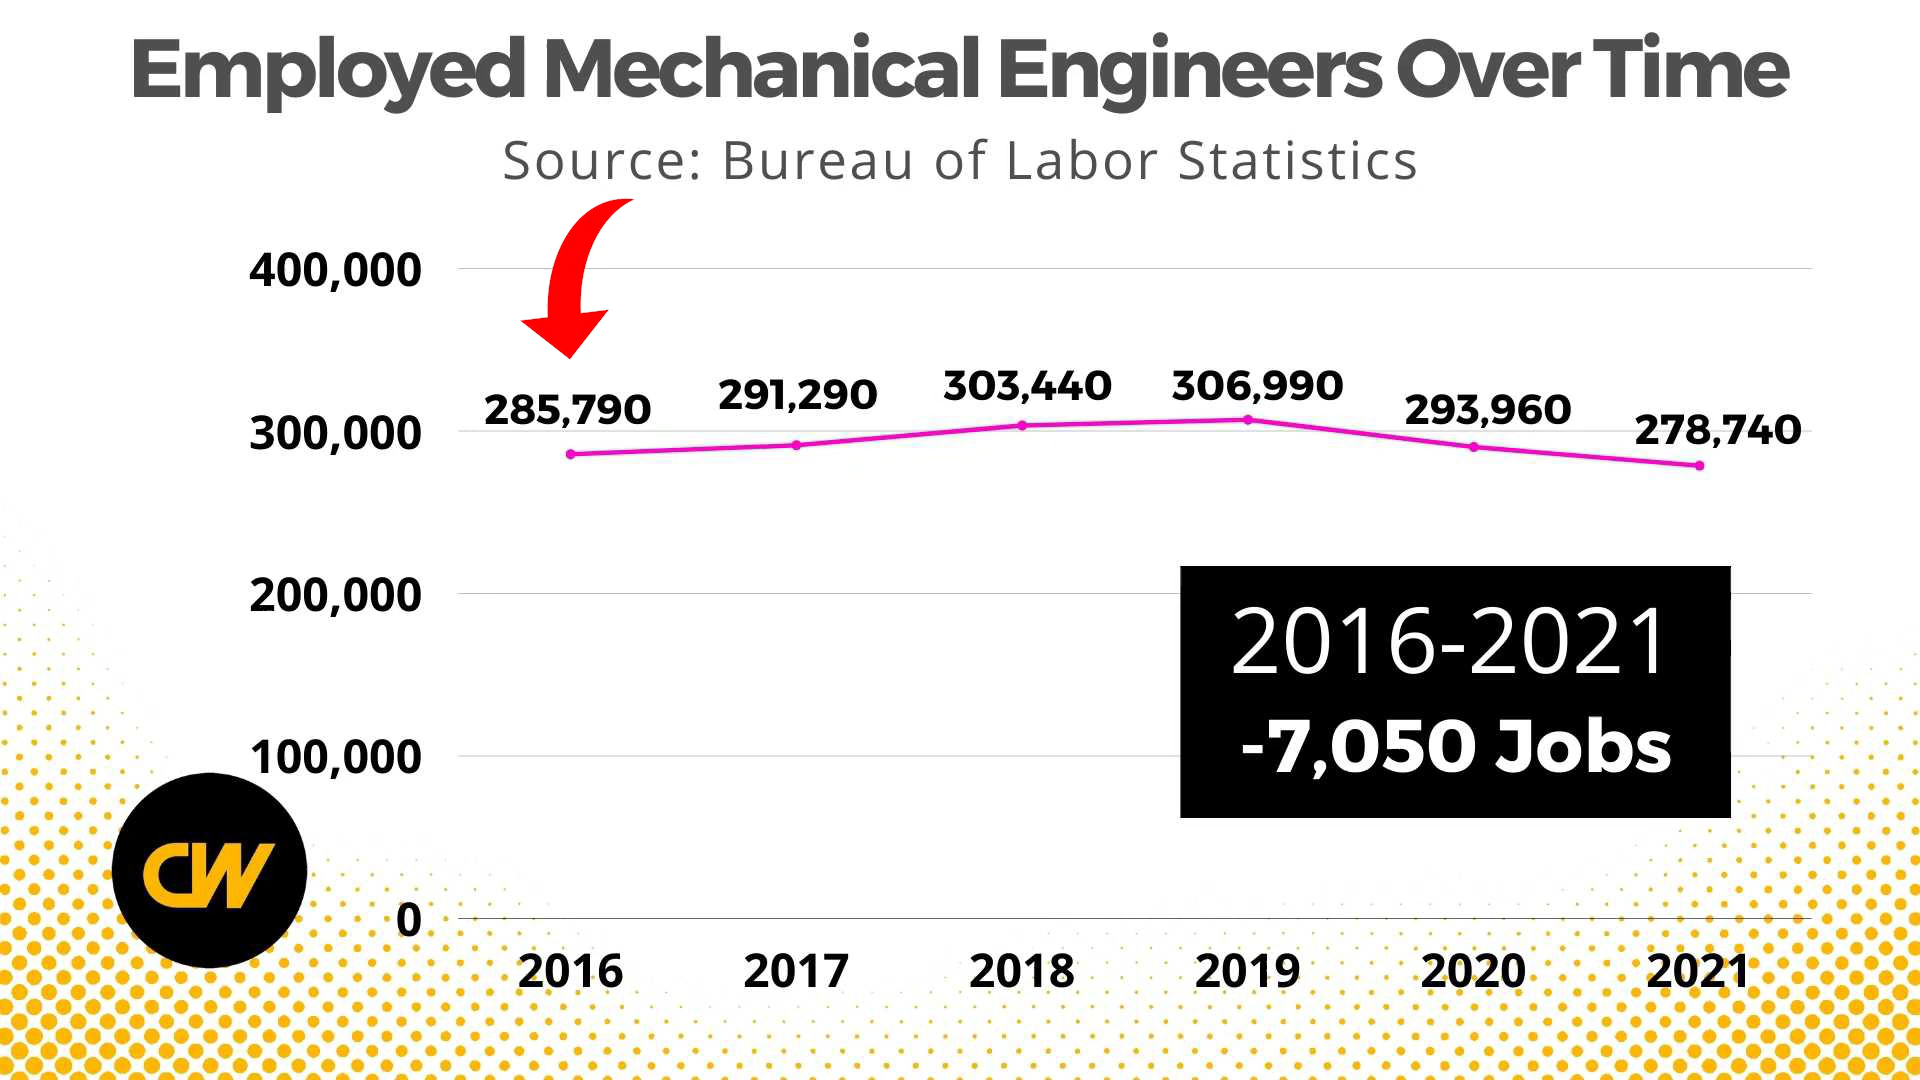 Employed Mechanical Engineers Over Time
Source: Bureau of Labor Statistics
400,000
300,000
200,000
100,000
0
285,790
291,290
303,440
306,990
293,960
278,740
2016-2021
-7,050 Jobs
CW
2016 2017 2018 2019 2020 2021